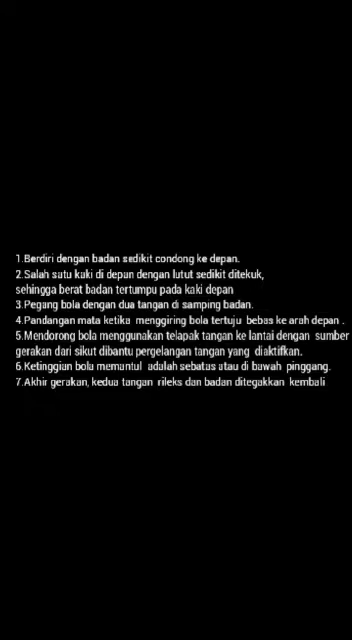 1.Berdiri dengan badan sedikit condong ke depan.
2.Salah satu kaki di depan dengan lutut sedikit ditekuk,
sehingga berat badan tertumpu pada kaki depan
3.Pegang bola dengan dua tangan di samping badan.
4.Pandangan mata ketika menggiring bola tertuju bebas ke arah depan .
5.Mendorong bola menggunakan telapak tangan ke lantai dengan sumber
gerakan dari sikut dibantu pergelangan tangan yang diaktifkan.
6.Ketinggian bola memantul adalah sebatas atau di bawah pinggang.
7.Akhir gerakan, kedua tangan rileks dan badan ditegakkan kembali